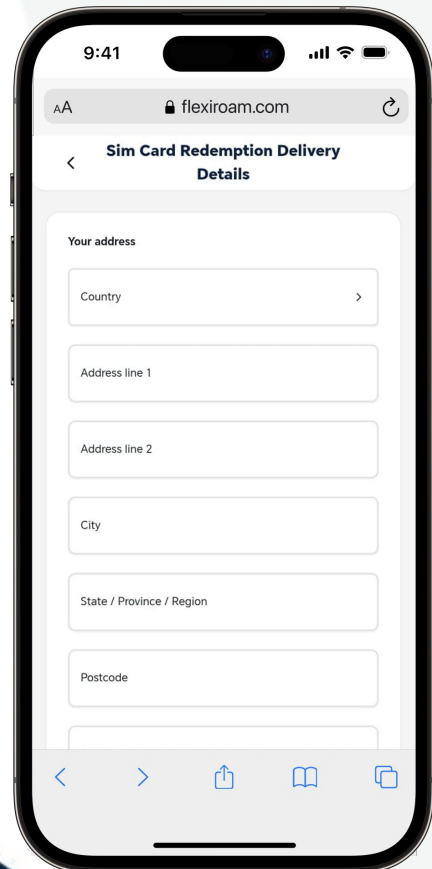 9:41
AA flexiroam.com
Sim Card Redemption Delivery
Details
Your address
Country
Address line 1
Address line 2
City
State / Province / Region
Postcode